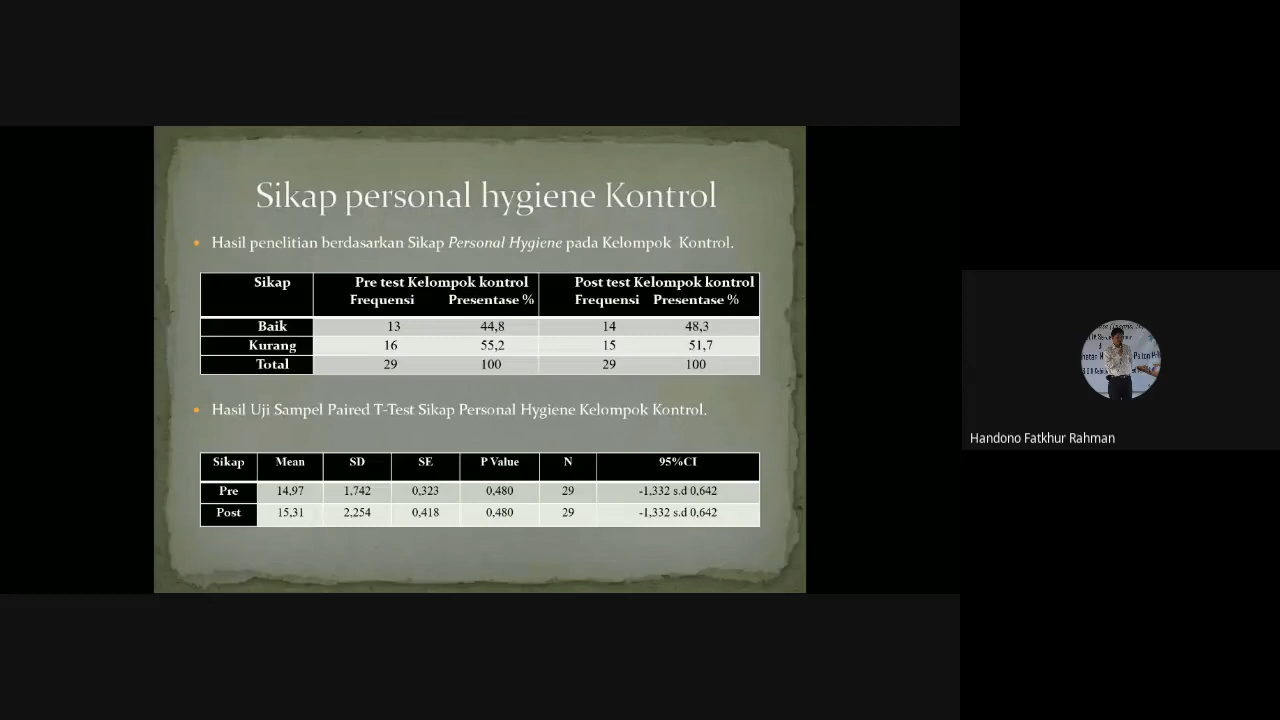 Sikap personal hygiene Kontrol
Hasil penelitian berdasarkan Sikap Personal Hygiene pada Kelompok Kontrol.
Sikap Pre test Kelompok kontrol Post test Kelompok kontrol
Frequensi Presentase % Frequensi Presentase %
Baik 13 44,8 14 48,3
Kurang 16 55,2 15 51,7
Total 29 100 29 100
Hasil Uji Sampel Paired T-Test Sikap Personal Hygiene Kelompok Kontrol.
Sikap Mean SD SE P Value N 95%CI
Pre 14,97 1,742 0,323 0,480 29 -1,332 s.d 0,642
Post 15,31 2,254 0,418 0,480 29 -1,332 s.d 0,642
Handono Fatkhur Rahman